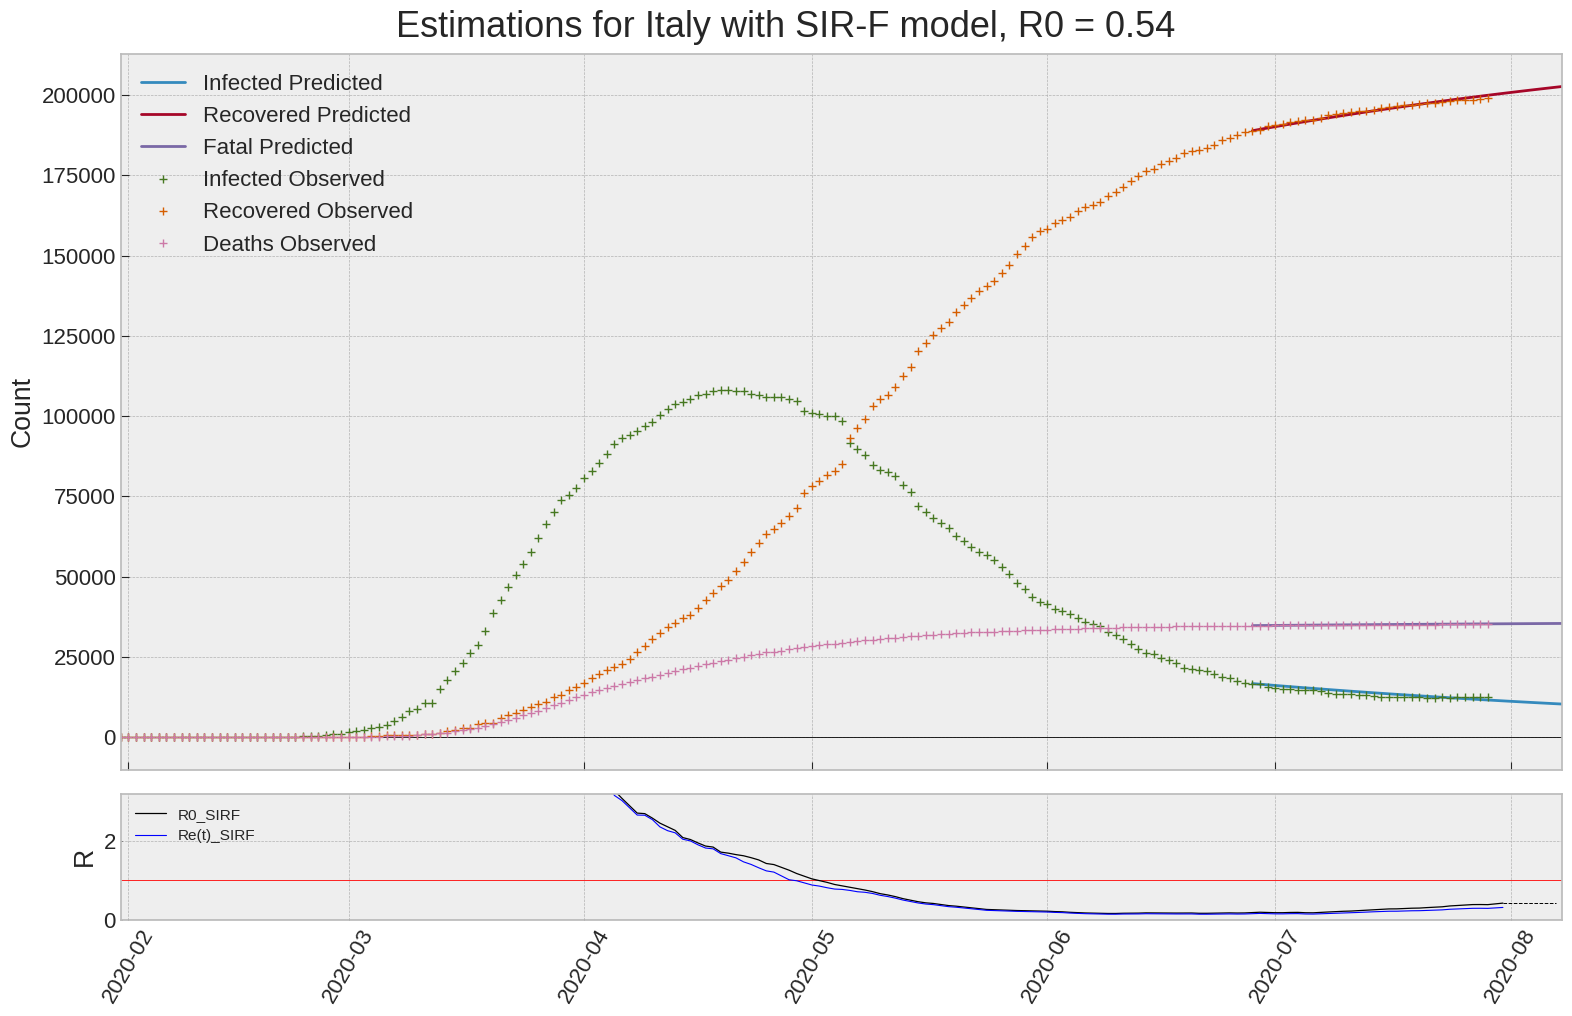 Estimations for Italy with SIR-F model, R0 = 0.54
Infected Predicted
Recovered Predicted
Fatal Predicted
Infected Observed
Recovered Observed
Deaths Observed
Count
200000
175000
150000
125000
100000
75000
50000
25000
0
R0_SIRF
Re(t)_SIRF
R
2
0
2020-02
2020-03
2020-04
2020-05
2020-06
2020-07
2020-08